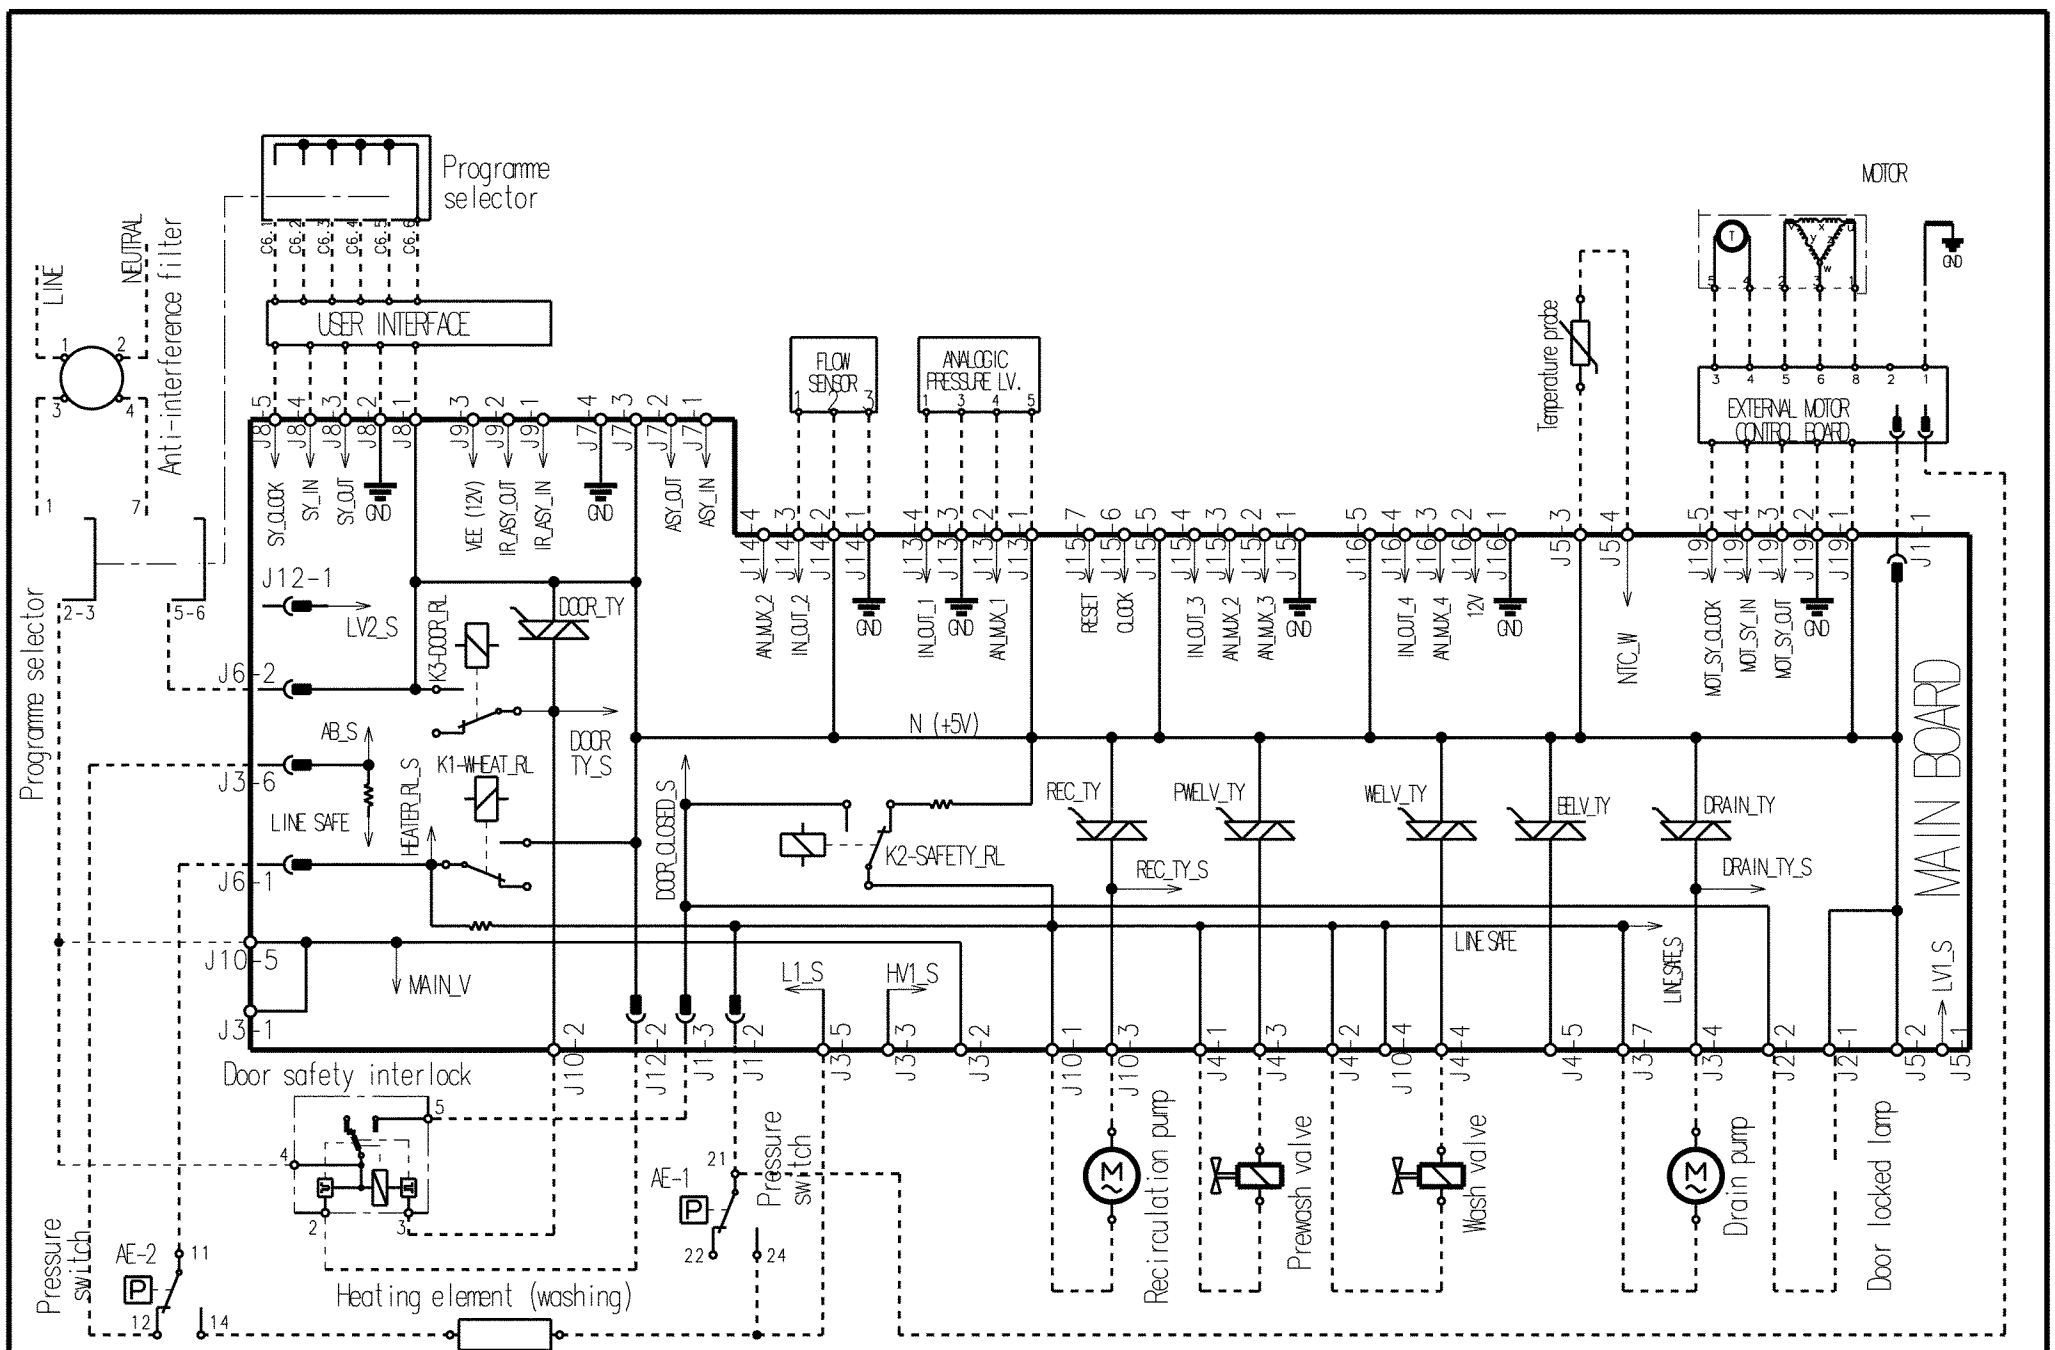 MOTOR
Programme
selector
C6.1
C6.2
C6.3
C6.4
C6.5
C6.6
LINE
NEUTRAL
Anti-interference filter
1
2
3
4
1
7
2-3
5-6
Programme selector
USER INTERFACE
FLOW
SENSOR
1
2
3
ANALOGIC
PRESSURE LV.
1
3
4
5
Temperature probe
T
V
X
U
y
z
w
5
4
2
3
1
GND
3
4
5
6
8
2
1
EXTERNAL MOTOR
CONTROL BOARD
J8-5
J8-4
J8-3
J8-2
J8-1
J9-3
J9-2
J9-1
J7-4
J7-3
J7-2
J7-1
SY_CLOCK
SY_IN
SY_OUT
GND
VEE (12V)
IR_ASY_OUT
IR_ASY_IN
GND
ASY_OUT
ASY_IN
J14-4
J14-3
J14-2
J14-1
J13-4
J13-3
J13-2
J13-1
J15-7
J15-6
J15-5
J15-4
J15-3
J15-2
J15-1
J16-5
J16-4
J16-3
J16-2
J16-1
J5-3
J5-4
J19-5
J19-4
J19-3
J19-2
J19-1
J1-1
AN_MUX_2
IN_OUT_2
GND
IN_OUT_1
GND
AN_MUX_1
RESET
CLOCK
IN_OUT_3
AN_MUX_2
AN_MUX_3
GND
IN_OUT_4
AN_MUX_4
12V
GND
NTC_W
MOT_SY_CLOCK
MOT_SY_IN
MOT_SY_OUT
GND
MAIN BOARD
J12-1
LV2_S
K3-DOOR_RL
DOOR_TY
J6-2
AB_S
J3-6
LINE SAFE
K1-WHEAT_RL
DOOR
TY_S
HEATER_RL_S
J6-1
N (+5V)
DOOR_CLOSED_S
K2-SAFETY_RL
REC_TY
REC_TY_S
PWELV_TY
WELV_TY
BELV_TY
DRAIN_TY
DRAIN_TY_S
LINE SAFE
LINE_SAFE_S
LV1_S
J10-5
MAIN_V
J3-1
L1_S
HV1_S
J10-2
J12-2
J1-3
J1-2
J3-5
J3-3
J3-2
J10-1
J10-3
J4-1
J4-3
J4-2
J10-4
J4-4
J4-5
J3-7
J3-4
J2-2
J2-1
J5-2
J5-1
Door safety interlock
5
4
2
3
Pressure
switch
AE-2
P
11
12
14
Heating element (washing)
AE-1
P
21
22
24
Pressure
switch
M
Recirculation pump
Prewash valve
Wash valve
M
Drain pump
Door locked lamp